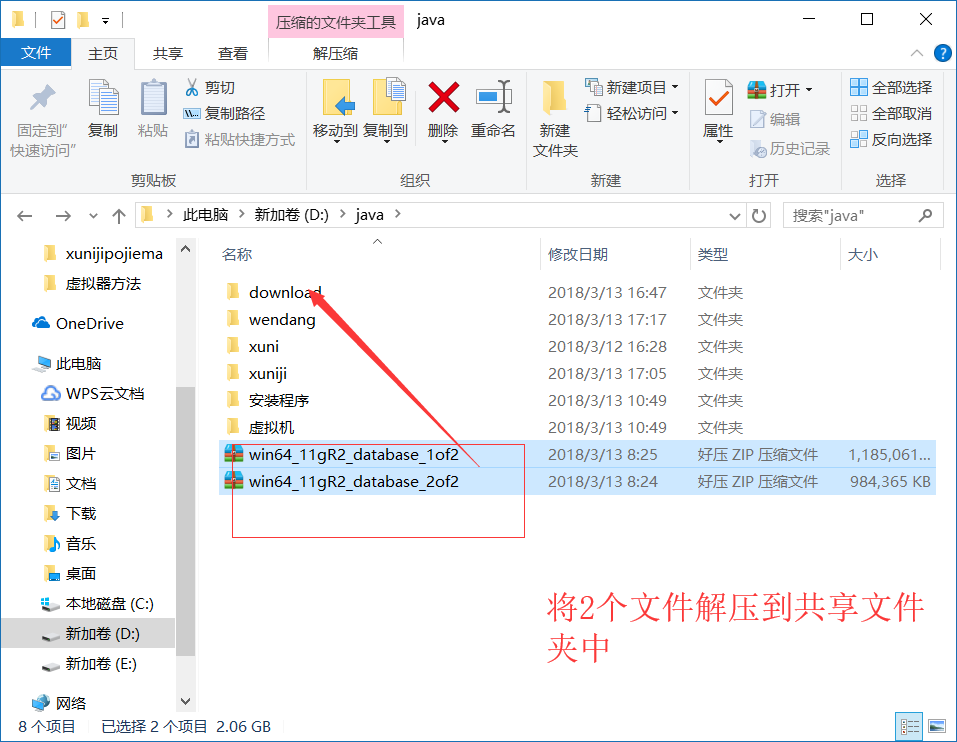 压缩的文件夹工具
java
文件
主页
共享
查看
解压缩
固定到"
快速访问"
复制
粘贴
剪切
复制路径
粘贴快捷方式
剪贴板
移动到
复制到
删除
重命名
组织
新建
文件夹
新建项目
轻松访问
新建
属性
打开
编辑
历史记录
打开
全部选择
全部取消
反向选择
选择
此电脑 > 新加卷 (D:) > java >
搜索"java"
xunijipojiema
虚拟器方法
OneDrive
此电脑
WPS云文档
视频
图片
文档
下载
音乐
桌面
本地磁盘 (C:)
新加卷 (D:)
新加卷 (E:)
网络
名称 修改日期 类型 大小
download 2018/3/13 16:47 文件夹
wendang 2018/3/13 17:17 文件夹
xuni 2018/3/12 16:28 文件夹
xuniji 2018/3/13 17:05 文件夹
安装程序 2018/3/13 10:49 文件夹
虚拟机 2018/3/13 10:49 文件夹
win64_11gR2_database_1of2 2018/3/13 8:25 好压 ZIP 压缩文件 1,185,061...
win64_11gR2_database_2of2 2018/3/13 8:24 好压 ZIP 压缩文件 984,365 KB
将2个文件解压到共享文件
夹中
8 个项目 已选择 2 个项目 2.06 GB